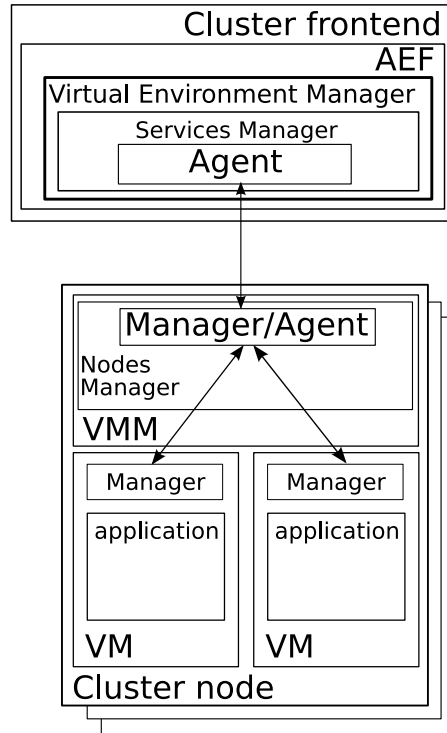 Cluster frontend
AEF
Virtual Environment Manager
Services Manager
Agent
Manager/Agent
Nodes
Manager
VMM
Manager
Manager
application
application
VM
VM
Cluster node